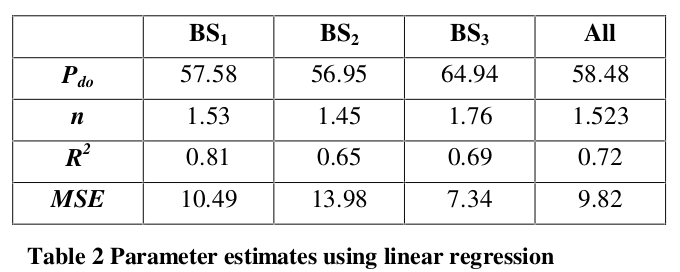 BS₁ BS₂ BS₃ All
P_do 57.58 56.95 64.94 58.48
n 1.53 1.45 1.76 1.523
R² 0.81 0.65 0.69 0.72
MSE 10.49 13.98 7.34 9.82
Table 2 Parameter estimates using linear regression